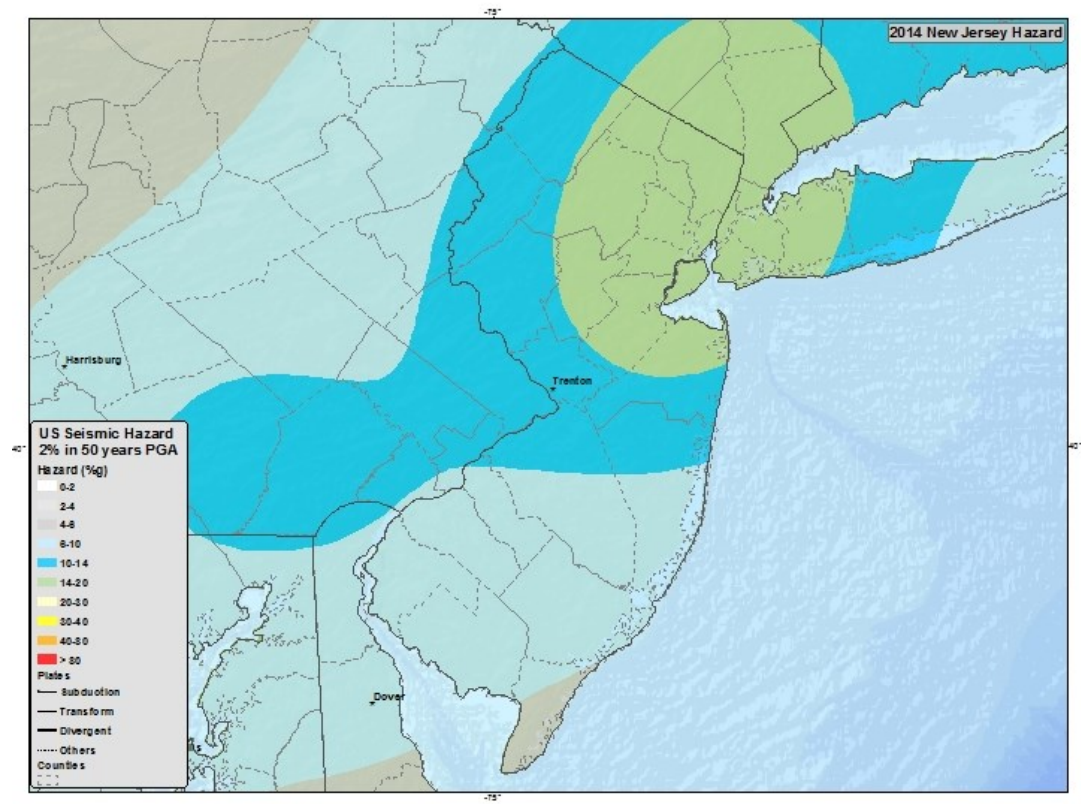 -75°
2014 New Jersey Hazard
Harrisburg
Trenton
40°
40°
US Seismic Hazard
2% in 50 years PGA
Hazard (%g)
0-2
2-4
4-6
6-10
10-14
14-20
20-30
30-40
40-80
> 80
Plates
Subduction
Transform
Divergent
Others
Counties
Dover
s
-75°